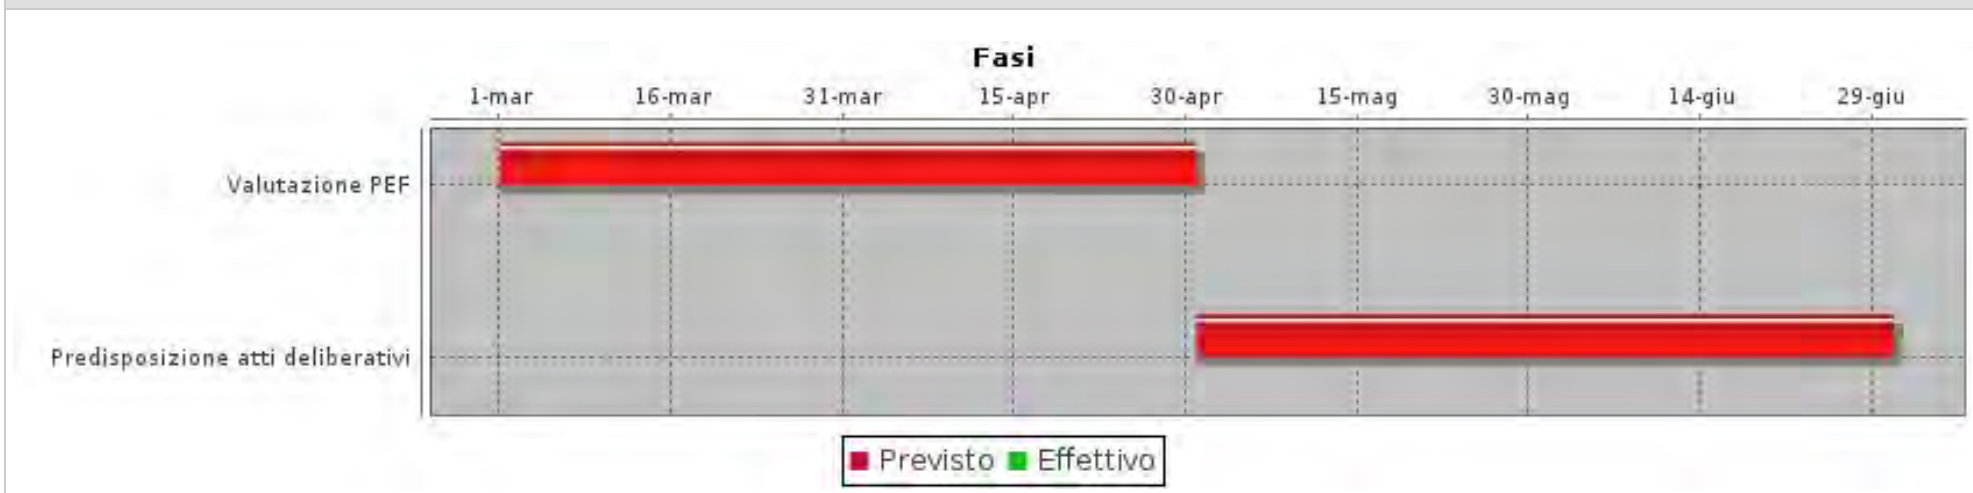 Fasi
1-mar 16-mar 31-mar 15-apr 30-apr 15-mag 30-mag 14-giu 29-giu
Valutazione PEF
Predisposizione atti deliberativi
Previsto Effettivo